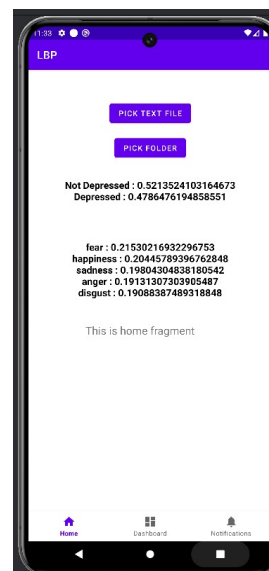 11:33
LBP
PICK TEXT FILE
PICK FOLDER
Not Depressed : 0.5213524103164673
Depressed : 0.4786476194858551
fear : 0.21530216932296753
happiness : 0.20445789396762848
sadness : 0.19804304838180542
anger : 0.19131307303905487
disgust : 0.19088387489318848
This is home fragment
Home Dashboard Notifications